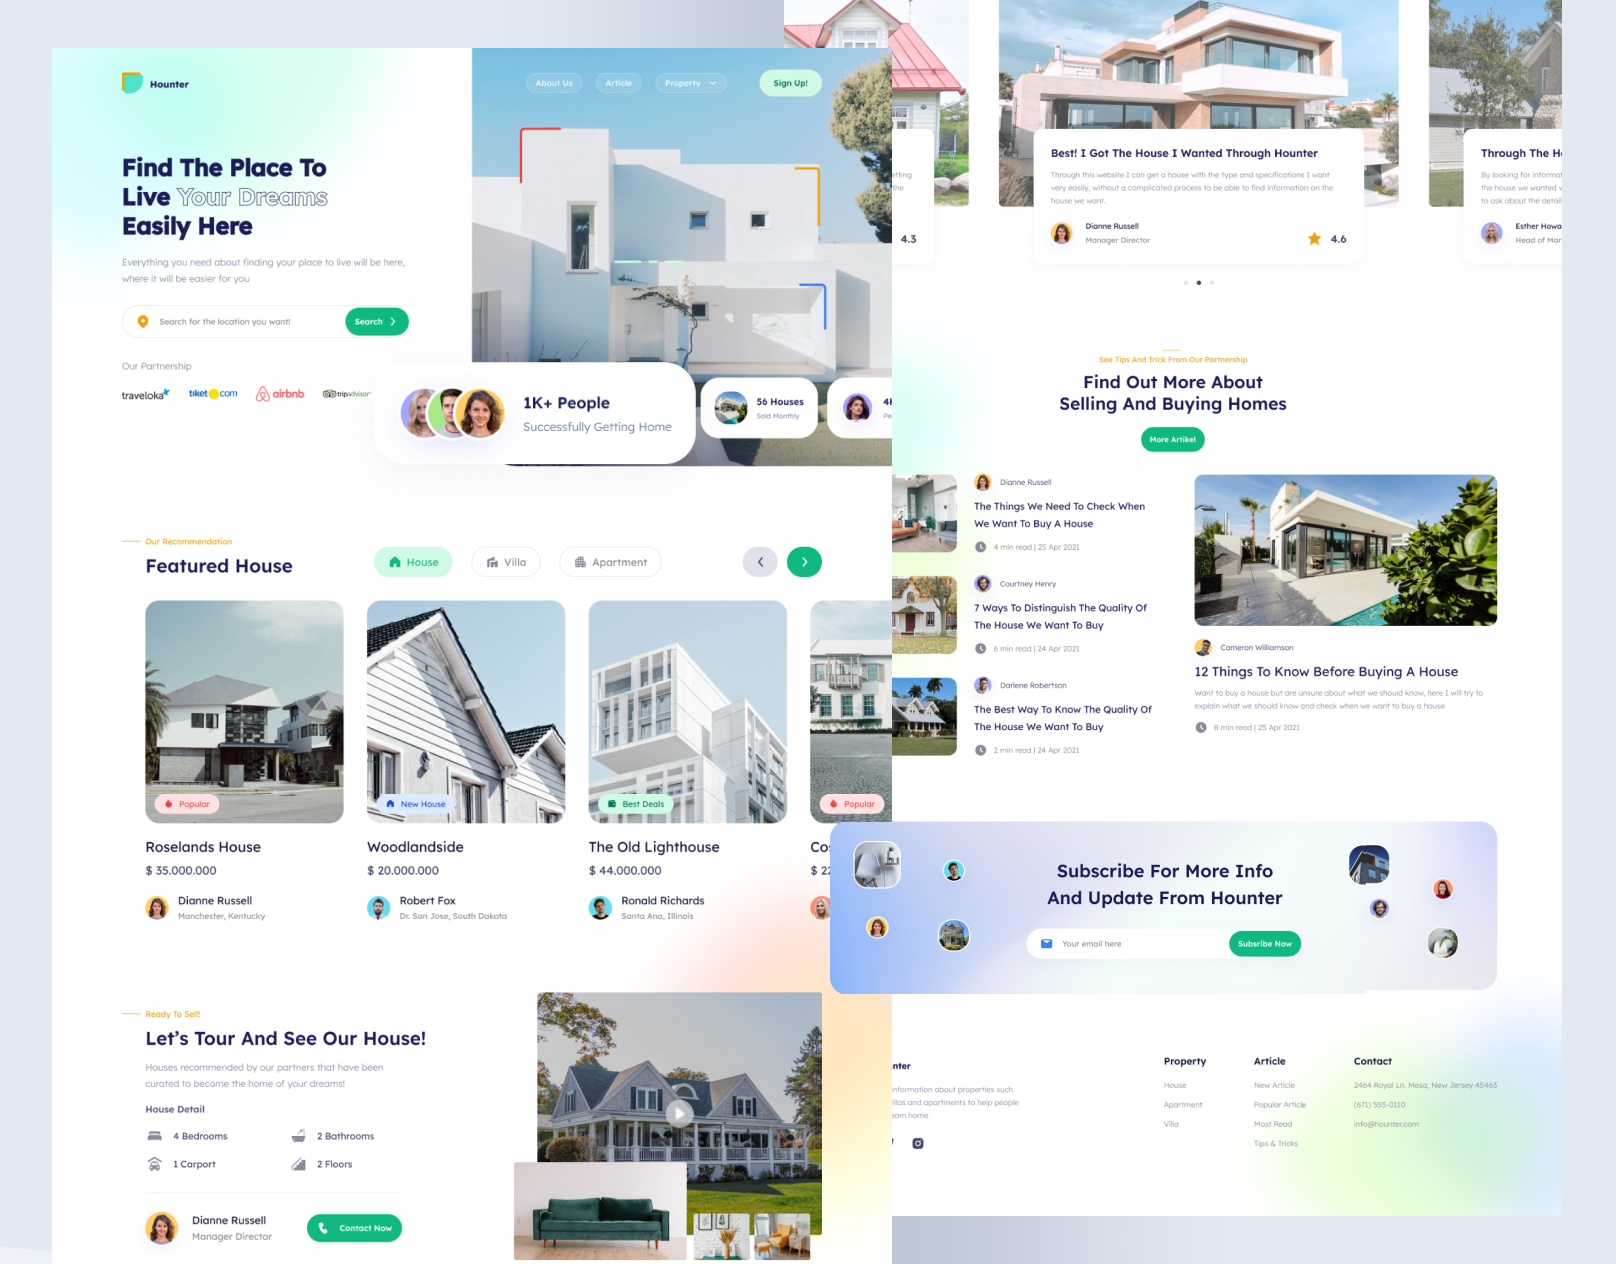 Hounter
About Us
Article
Property
Sign Up!
Find The Place To
Live Your Dreams
Easily Here
Everything you need about finding your place to live will be here,
where it will be easier for you
Search for the location you want!
Search
Our Partnership
traveloka
tiket.com
airbnb
tripadvisor
1K+ People
Successfully Getting Home
56 Houses
Sold Monthly
Our Recommendation
Featured House
House
Villa
Apartment
Popular
New House
Best Deals
Popular
Roselands House
$ 35.000.000
Dianne Russell
Manchester, Kentucky
Woodlandside
$ 20.000.000
Robert Fox
Dr. San Jose, South Dakota
The Old Lighthouse
$ 44.000.000
Ronald Richards
Santa Ana, Illinois
Ready To Sell!
Let's Tour And See Our House!
Houses recommended by our partners that have been
curated to become the home of your dreams!
House Detail
4 Bedrooms
2 Bathrooms
1 Carport
2 Floors
Dianne Russell
Manager Director
Contact Now
the
4.3
Best! I Got The House I Wanted Through Hounter
Through this website I can get a house with the type and specifications I want
very easily, without a complicated process to be able to find information on the
house we want.
Dianne Russell
Manager Director
4.6
Through The
By looking for
the house we wanted
to ask about the
Esther
Head of
See Tips And Trick From Our Partnership
Find Out More About
Selling And Buying Homes
More Artikel
Dianne Russell
The Things We Need To Check When
We Want To Buy A House
4 min read | 25 Apr 2021
Courtney Henry
7 Ways To Distinguish The Quality Of
The House We Want To Buy
6 min read | 24 Apr 2021
Darlene Robertson
The Best Way To Know The Quality Of
The House We Want To Buy
2 min read | 24 Apr 2021
Cameron Williamson
12 Things To Know Before Buying A House
Want to buy a house but are unsure about what we should know, here I will try to
explain what we should know and check when we want to buy a house
8 min read | 25 Apr 2021
Subscribe For More Info
And Update From Hounter
Your email here
Subsribe Now
information about properties such
and apartments to help people
home
Property
House
Apartment
Villa
Article
New Article
Popular Article
Most Read
Tips & Tricks
Contact
2464 Royal Ln. Mesa, New Jersey 45463
(671) 555-0110
info@hounter.com